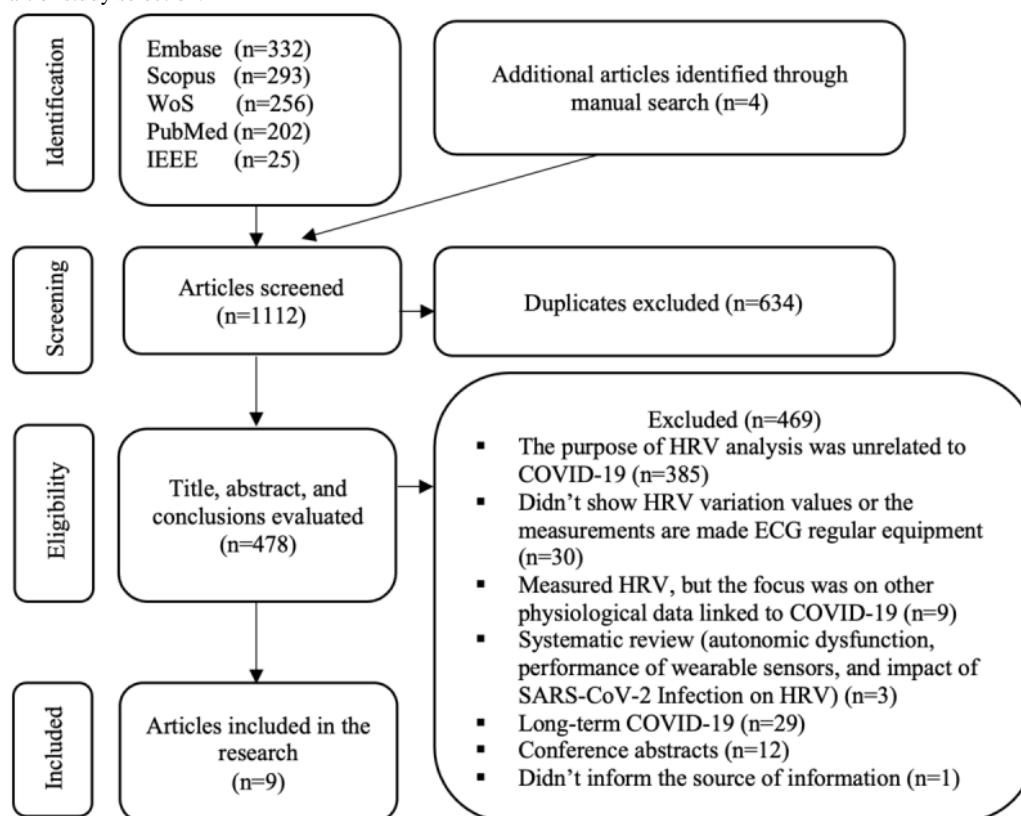 Identification
Embase (n=332)
Scopus (n=293)
WoS (n=256)
PubMed (n=202)
IEEE (n=25)
Additional articles identified through
manual search (n=4)
Screening
Articles screened
(n=1112)
Duplicates excluded (n=634)
Eligibility
Title, abstract, and
conclusions evaluated
(n=478)
Excluded (n=469)
▪ The purpose of HRV analysis was unrelated to
COVID-19 (n=385)
▪ Didn’t show HRV variation values or the
measurements are made ECG regular equipment
(n=30)
▪ Measured HRV, but the focus was on other
physiological data linked to COVID-19 (n=9)
▪ Systematic review (autonomic dysfunction,
performance of wearable sensors, and impact of
SARS-CoV-2 Infection on HRV) (n=3)
▪ Long-term COVID-19 (n=29)
▪ Conference abstracts (n=12)
▪ Didn’t inform the source of information (n=1)
Included
Articles included in the
research
(n=9)